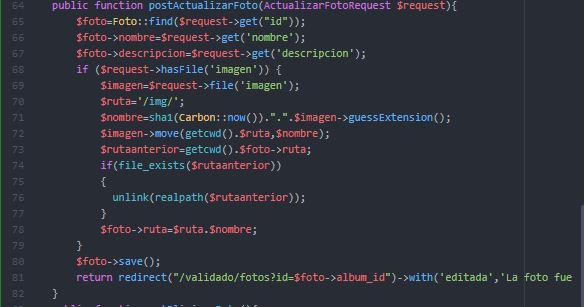 64 public function postActualizarFoto(ActualizarFotoRequest $request){
65 $foto=Foto::find($request->get("id"));
66 $foto->nombre=$request->get('nombre');
67 $foto->descripcion=$request->get('descripcion');
68 if ($request->hasFile('imagen')) {
69 $imagen=$request->file('imagen');
70 $ruta='/img/';
71 $nombre=sha1(Carbon::now()).".".$imagen->guessExtension();
72 $imagen->move(getcwd().$ruta,$nombre);
73 $rutaanterior=getcwd().$foto->ruta;
74 if(file_exists($rutaanterior))
75 {
76 unlink(realpath($rutaanterior));
77 }
78 $foto->ruta=$ruta.$nombre;
79 }
80 $foto->save();
81 return redirect("/validado/fotos?id=$foto->album_id")->with('editada','La foto fue
82 }